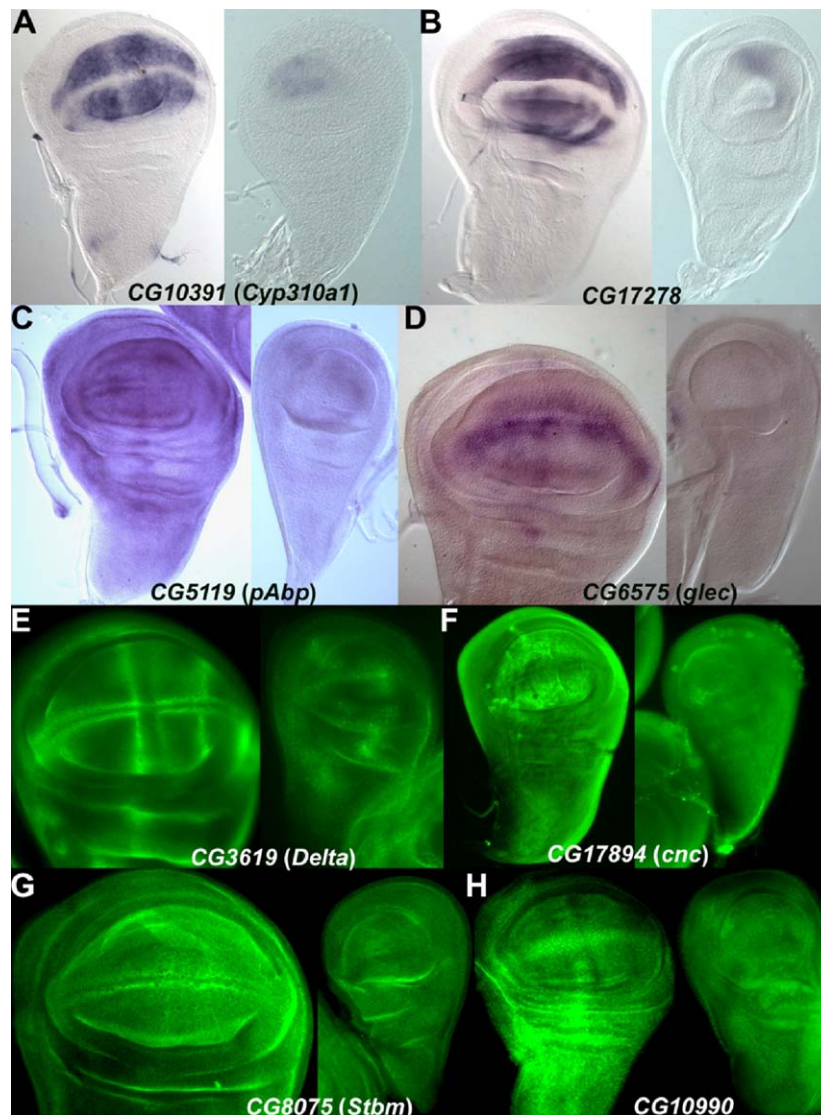 A
B
CG10391 (Cyp310a1)
CG17278
C
D
CG5119 (pAbp)
CG6575 (glec)
E
F
CG3619 (Delta)
CG17894 (cnc)
G
H
CG8075 (Stbm)
CG10990